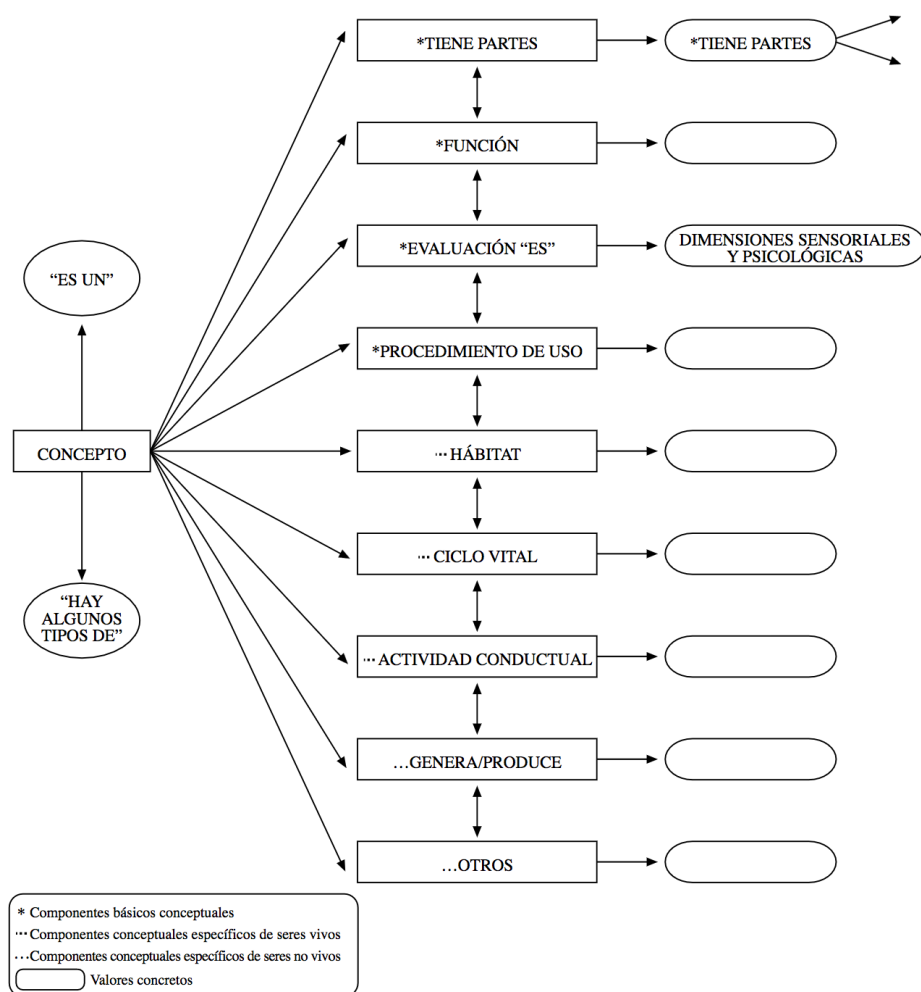 *TIENE PARTES
*TIENE PARTES
*FUNCIÓN
*EVALUACIÓN “ES”
DIMENSIONES SENSORIALES
Y PSICOLÓGICAS
“ES UN”
*PROCEDIMIENTO DE USO
CONCEPTO
···HÁBITAT
···CICLO VITAL
“HAY
ALGUNOS
TIPOS DE”
···ACTIVIDAD CONDUCTUAL
...GENERA/PRODUCE
...OTROS
* Componentes básicos conceptuales
···Componentes conceptuales específicos de seres vivos
...Componentes conceptuales específicos de seres no vivos
Valores concretos